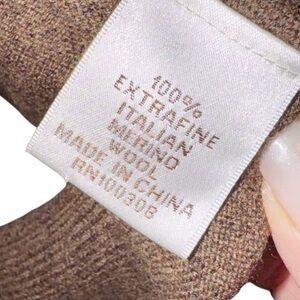 100%
EXTRAFINE
ITALIAN
MERINO
WOOL
MADE IN CHINA
RN100308